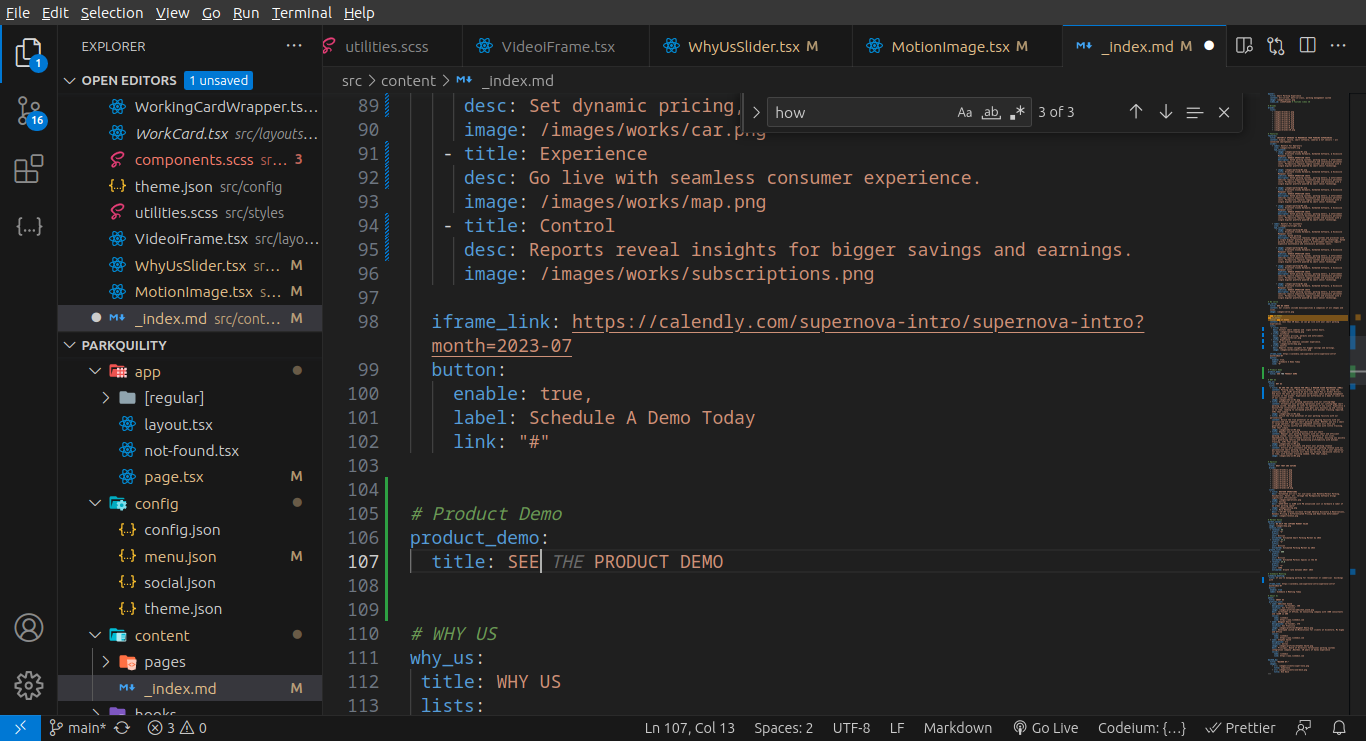 File Edit Selection View Go Run Terminal Help
EXPLORER
utilities.scss
VideoIFrame.tsx
WhyUsSlider.tsx M
MotionImage.tsx M
_index.md M
1
16
OPEN EDITORS 1 unsaved
WorkingCardWrapper.ts...
WorkCard.tsx src/layouts...
components.scss sr... 3
theme.json src/config
utilities.scss src/styles
VideoIFrame.tsx src/layo...
WhyUsSlider.tsx sr... M
MotionImage.tsx s... M
_index.md src/cont... M
PARKQUILITY
app
[regular]
layout.tsx
not-found.tsx
page.tsx M
config
config.json
menu.json M
social.json
theme.json
content
pages
_index.md M
hooks
src > content > _index.md
how Aa ab .* 3 of 3
89 desc: Set dynamic pricing,
90 image: /images/works/car.png
91 - title: Experience
92 desc: Go live with seamless consumer experience.
93 image: /images/works/map.png
94 - title: Control
95 desc: Reports reveal insights for bigger savings and earnings.
96 image: /images/works/subscriptions.png
97
98 iframe_link: https://calendly.com/supernova-intro/supernova-intro?
month=2023-07
99 button:
100 enable: true,
101 label: Schedule A Demo Today
102 link: "#"
103
104
105 # Product Demo
106 product_demo:
107 title: SEE THE PRODUCT DEMO
108
109
110 # WHY US
111 why_us:
112 title: WHY US
113 lists:
main* 3 0
Ln 107, Col 13 Spaces: 2 UTF-8 LF Markdown Go Live Codeium: {...} Prettier